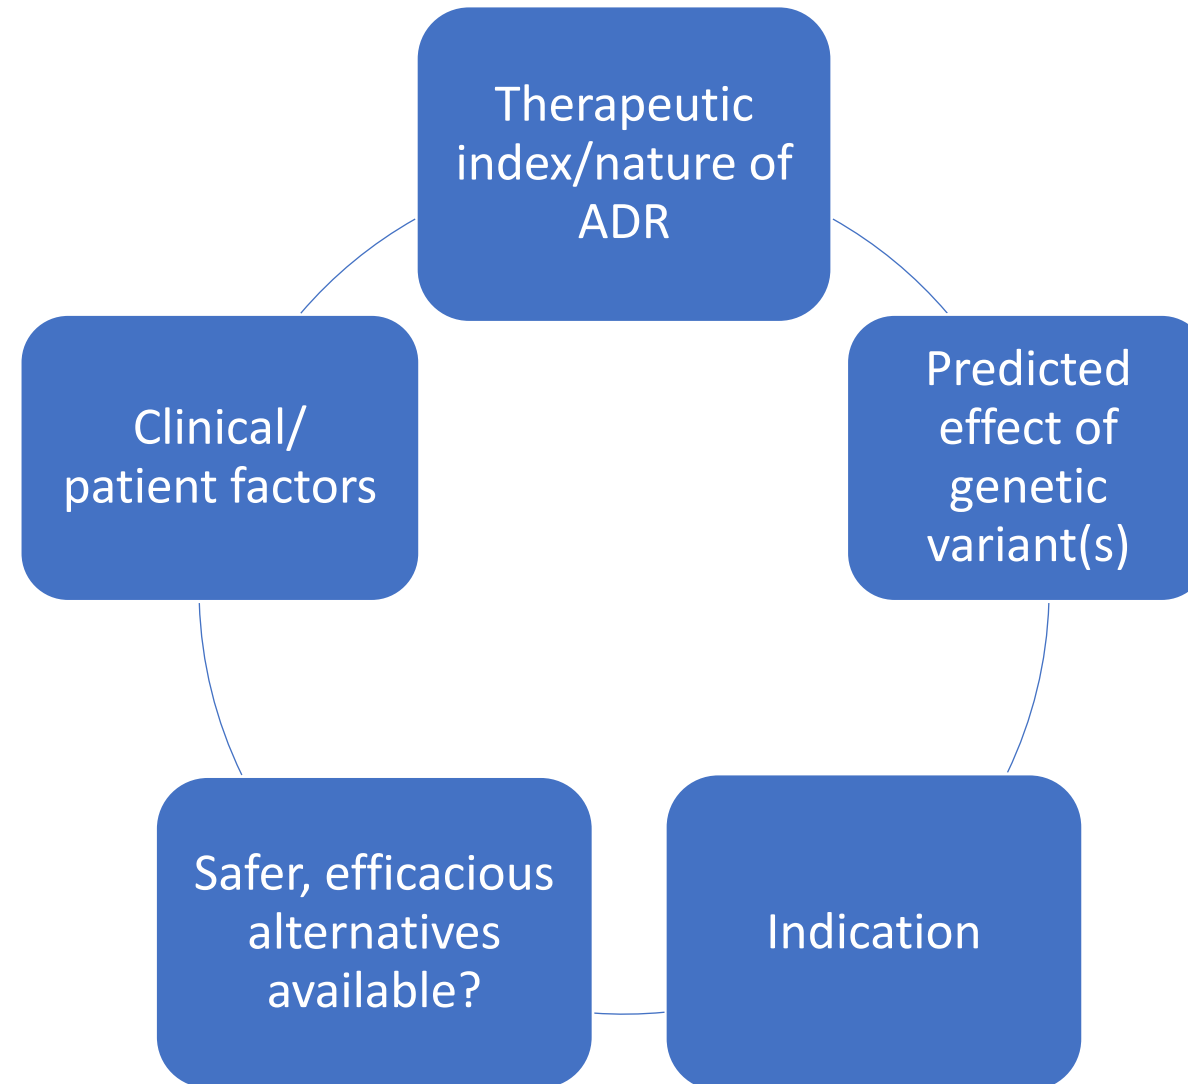 Therapeutic
index/nature of
ADR
Predicted
effect of
genetic
variant(s)
Indication
Safer, efficacious
alternatives
available?
Clinical/
patient factors